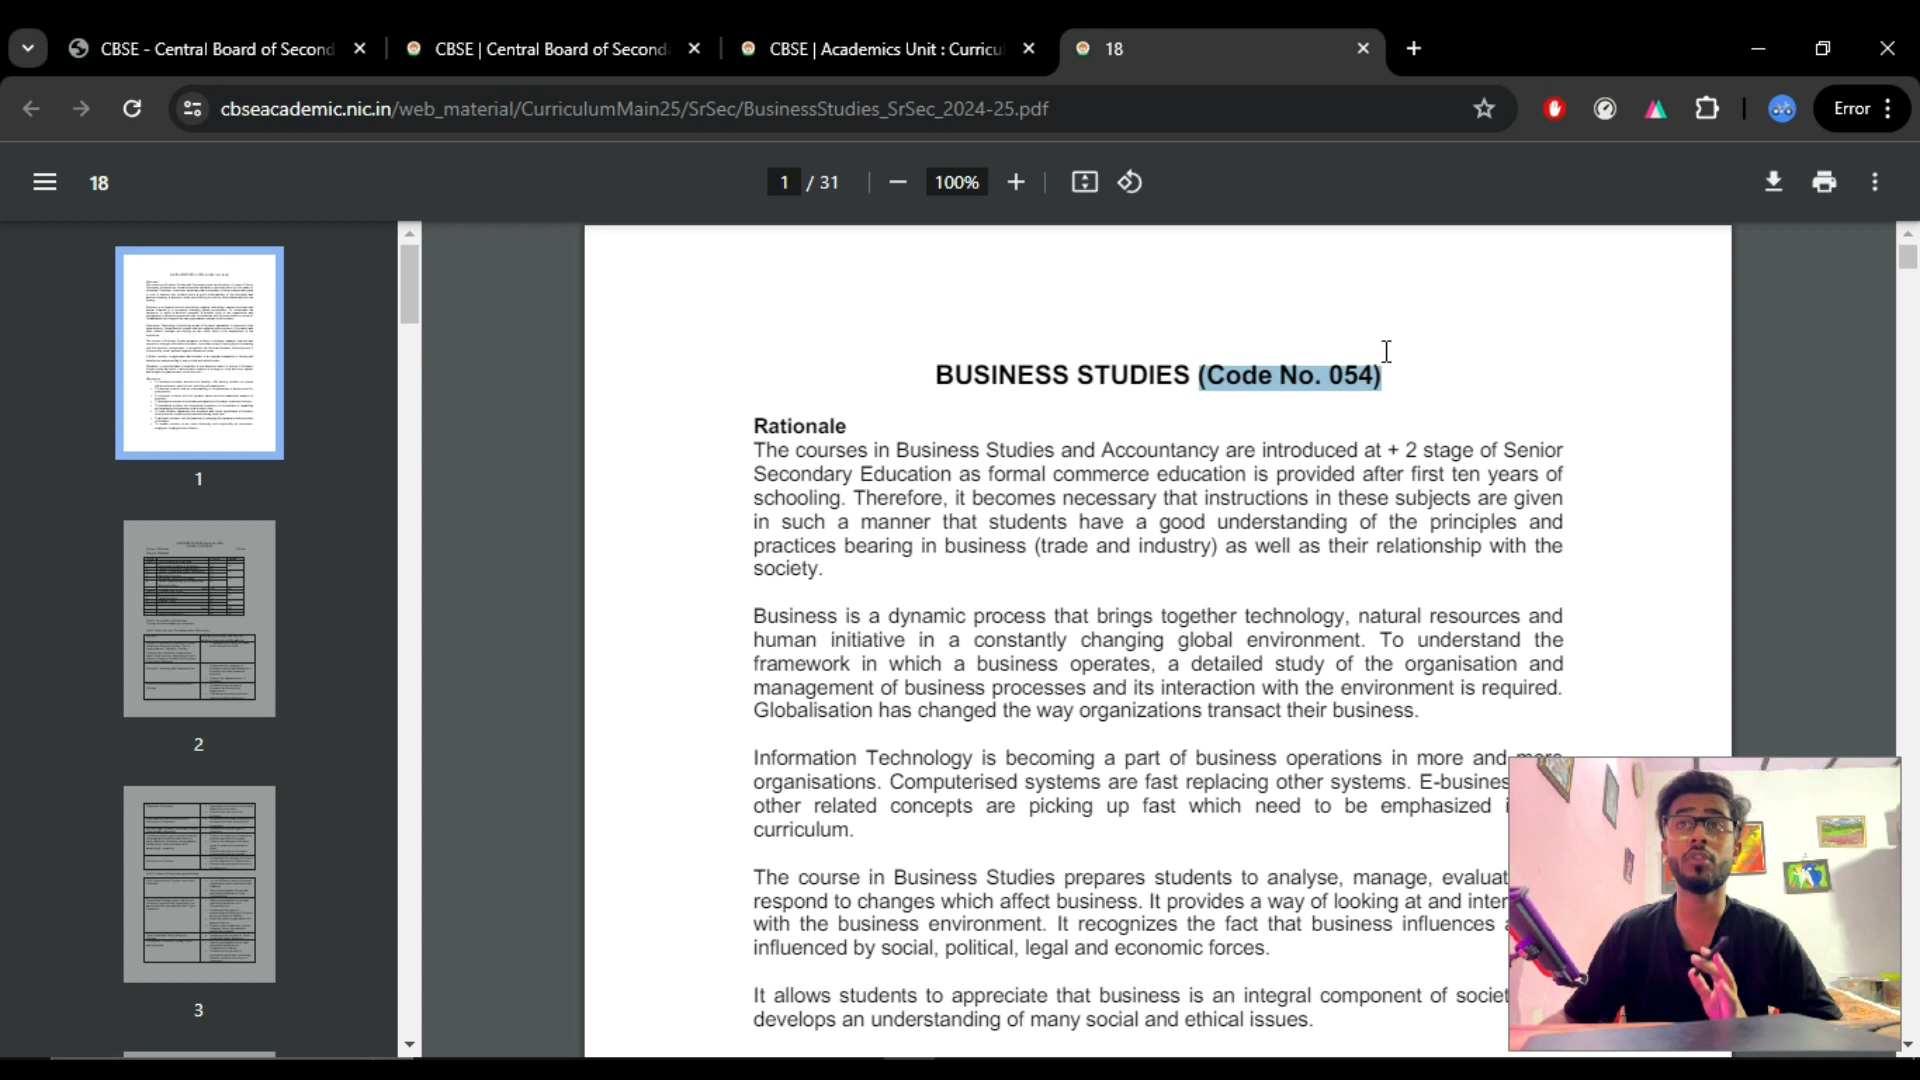 CBSE - Central Board of Second
CBSE | Central Board of Second
CBSE | Academics Unit : Curricu
18
cbseacademic.nic.in/web_material/CurriculumMain25/SrSec/BusinessStudies_SrSec_2024-25.pdf
Error
18
1 / 31
100%
1
2
3
BUSINESS STUDIES (Code No. 054)
Rationale
The courses in Business Studies and Accountancy are introduced at + 2 stage of Senior
Secondary Education as formal commerce education is provided after first ten years of
schooling. Therefore, it becomes necessary that instructions in these subjects are given
in such a manner that students have a good understanding of the principles and
practices bearing in business (trade and industry) as well as their relationship with the
society.
Business is a dynamic process that brings together technology, natural resources and
human initiative in a constantly changing global environment. To understand the
framework in which a business operates, a detailed study of the organisation and
management of business processes and its interaction with the environment is required.
Globalisation has changed the way organizations transact their business.
Information Technology is becoming a part of business operations in more and more
organisations. Computerised systems are fast replacing other systems. E-busines
other related concepts are picking up fast which need to be emphasized i
curriculum.
The course in Business Studies prepares students to analyse, manage, evaluat
respond to changes which affect business. It provides a way of looking at and inter
with the business environment. It recognizes the fact that business influences
influenced by social, political, legal and economic forces.
It allows students to appreciate that business is an integral component of societ
develops an understanding of many social and ethical issues.